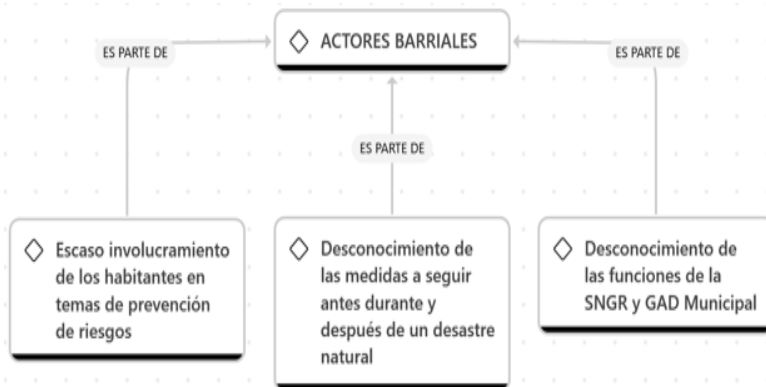 ES PARTE DE
ACTORES BARRIALES
ES PARTE DE
ES PARTE DE
Escaso involucramiento
de los habitantes en
temas de prevención
de riesgos
Desconocimiento de
las medidas a seguir
antes durante y
después de un desastre
natural
Desconocimiento de
las funciones de la
SNGR y GAD Municipal